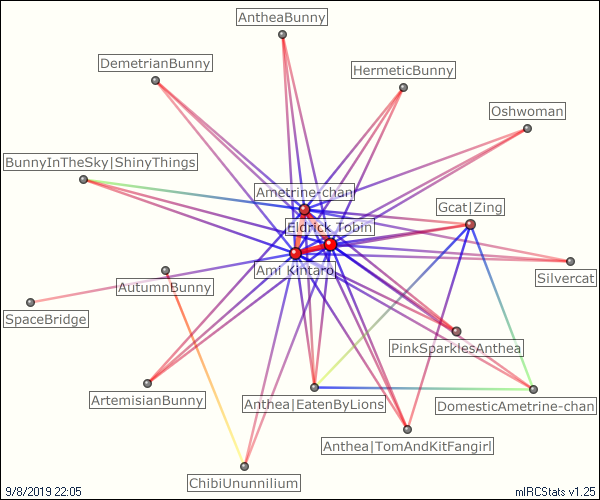 AntheaBunny
DemetrianBunny
HermeticBunny
Oshwoman
BunnyInTheSky|ShinyThings
Ametrine-chan
Gcat|Zing
Eldrick Tobin
Ami Kintaro
Silvercat
AutumnBunny
SpaceBridge
PinkSparklesAnthea
ArtemisianBunny
Anthea|EatenByLions
DomesticAmetrine-chan
Anthea|TomAndKitFangirl
ChibiUnunnilium
9/8/2019 22:05
mIRCStats v1.25